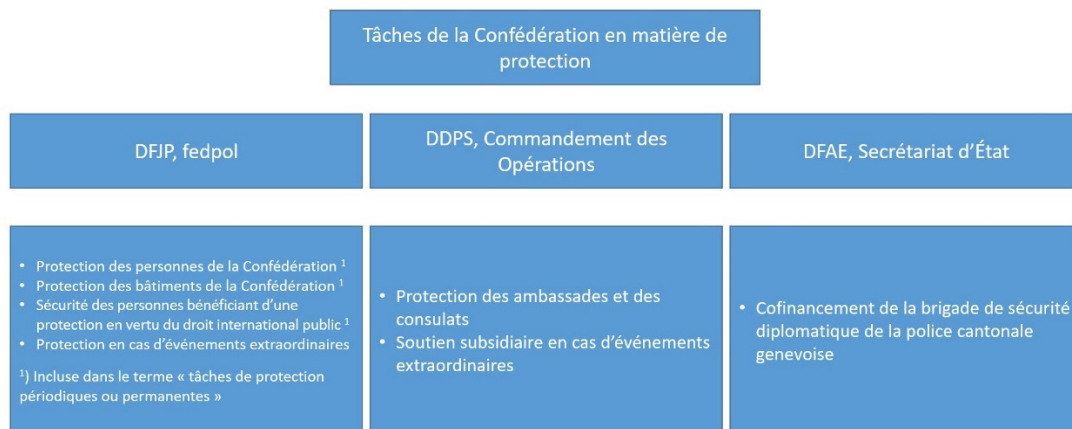 Tâches de la Confédération en matière de
protection
DFJP, fedpol
DDPS, Commandement des
Opérations
DFAE, Secrétariat d’État
• Protection des personnes de la Confédération ¹
• Protection des bâtiments de la Confédération ¹
• Sécurité des personnes bénéficiant d’une
protection en vertu du droit international public ¹
• Protection en cas d’événements extraordinaires
¹) Incluse dans le terme « tâches de protection
périodiques ou permanentes »
• Protection des ambassades et des
consulats
• Soutien subsidiaire en cas d’événements
extraordinaires
• Cofinancement de la brigade de sécurité
diplomatique de la police cantonale
genevoise